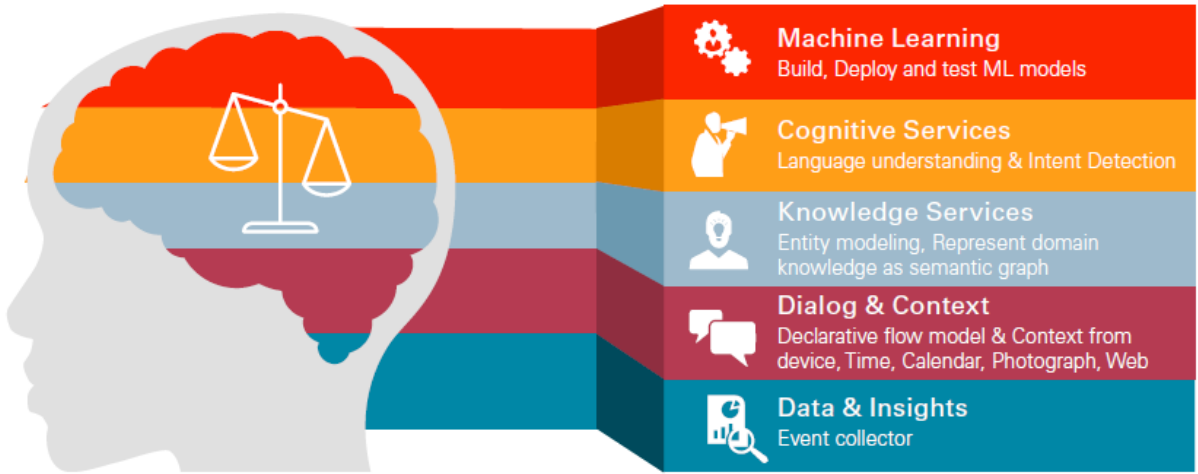 Machine Learning
Build, Deploy and test ML models
Cognitive Services
Language understanding & Intent Detection
Knowledge Services
Entity modeling, Represent domain
knowledge as semantic graph
Dialog & Context
Declarative flow model & Context from
device, Time, Calendar, Photograph, Web
Data & Insights
Event collector